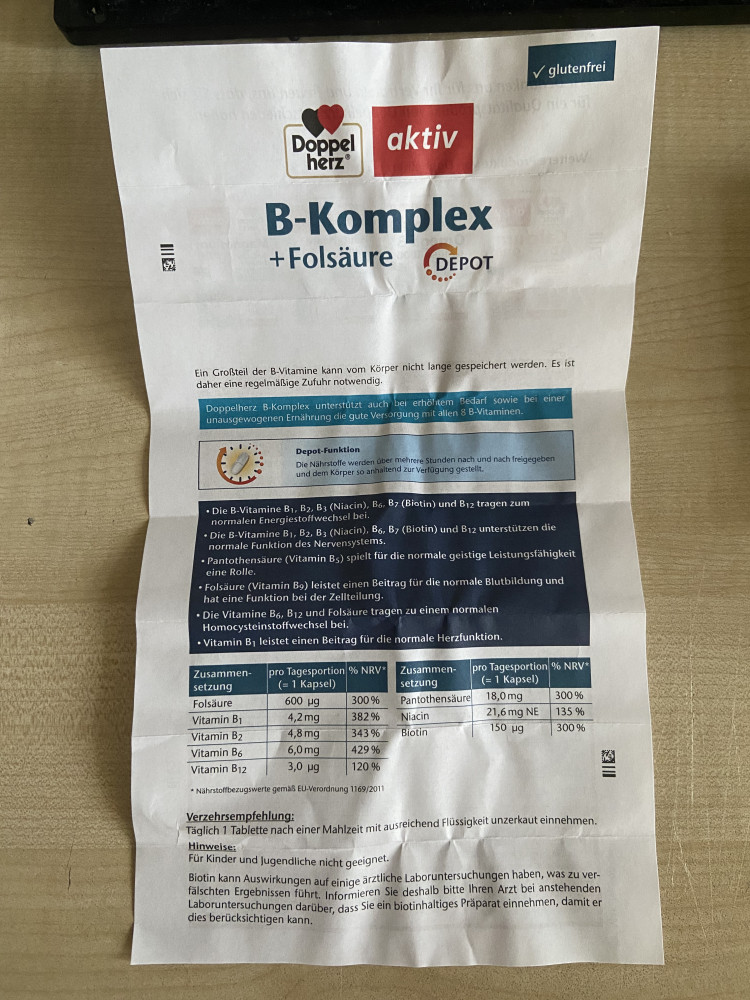 ✓ glutenfrei
Doppel
herz®
aktiv
B-Komplex
+ Folsäure
DEPOT
Ein Großteil der B-Vitamine kann vom Körper nicht lange gespeichert werden. Es ist
daher eine regelmäßige Zufuhr notwendig.
Doppelherz B-Komplex unterstützt auch bei erhöhtem Bedarf sowie bei einer
unausgewogenen Ernährung die gute Versorgung mit allen 8 B-Vitaminen.
Depot-Funktion
Die Nährstoffe werden über mehrere Stunden nach und nach freigegeben
und dem Körper so anhaltend zur Verfügung gestellt.
• Die B-Vitamine B1, B2, B3 (Niacin), B6, B7 (Biotin) und B12 tragen zum
normalen Energiestoffwechsel bei.
• Die B-Vitamine B1, B2, B3 (Niacin), B6, B7 (Biotin) und B12 unterstützen die
normale Funktion des Nervensystems.
• Pantothensäure (Vitamin B5) spielt für die normale geistige Leistungsfähigkeit
eine Rolle.
• Folsäure (Vitamin B9) leistet einen Beitrag für die normale Blutbildung und
hat eine Funktion bei der Zellteilung.
• Die Vitamine B6, B12 und Folsäure tragen zu einem normalen
Homocysteinstoffwechsel bei.
• Vitamin B1 leistet einen Beitrag für die normale Herzfunktion.
Zusammen-setzung pro Tagesportion (= 1 Kapsel) % NRV*
Folsäure 600 µg 300 %
Vitamin B1 4,2 mg 382 %
Vitamin B2 4,8 mg 343 %
Vitamin B6 6,0 mg 429 %
Vitamin B12 3,0 µg 120 %
Zusammen-setzung pro Tagesportion (= 1 Kapsel) % NRV*
Pantothensäure 18,0 mg 300 %
Niacin 21,6 mg NE 135 %
Biotin 150 µg 300 %
* Nährstoffbezugswerte gemäß EU-Verordnung 1169/2011
Verzehrsempfehlung:
Täglich 1 Tablette nach einer Mahlzeit mit ausreichend Flüssigkeit unzerkaut einnehmen.
Hinweise:
Für Kinder und Jugendliche nicht geeignet.
Biotin kann Auswirkungen auf einige ärztliche Laboruntersuchungen haben, was zu ver-
fälschten Ergebnissen führt. Informieren Sie deshalb bitte Ihren Arzt bei anstehenden
Laboruntersuchungen darüber, dass Sie ein biotinhaltiges Präparat einnehmen, damit er
dies berücksichtigen kann.